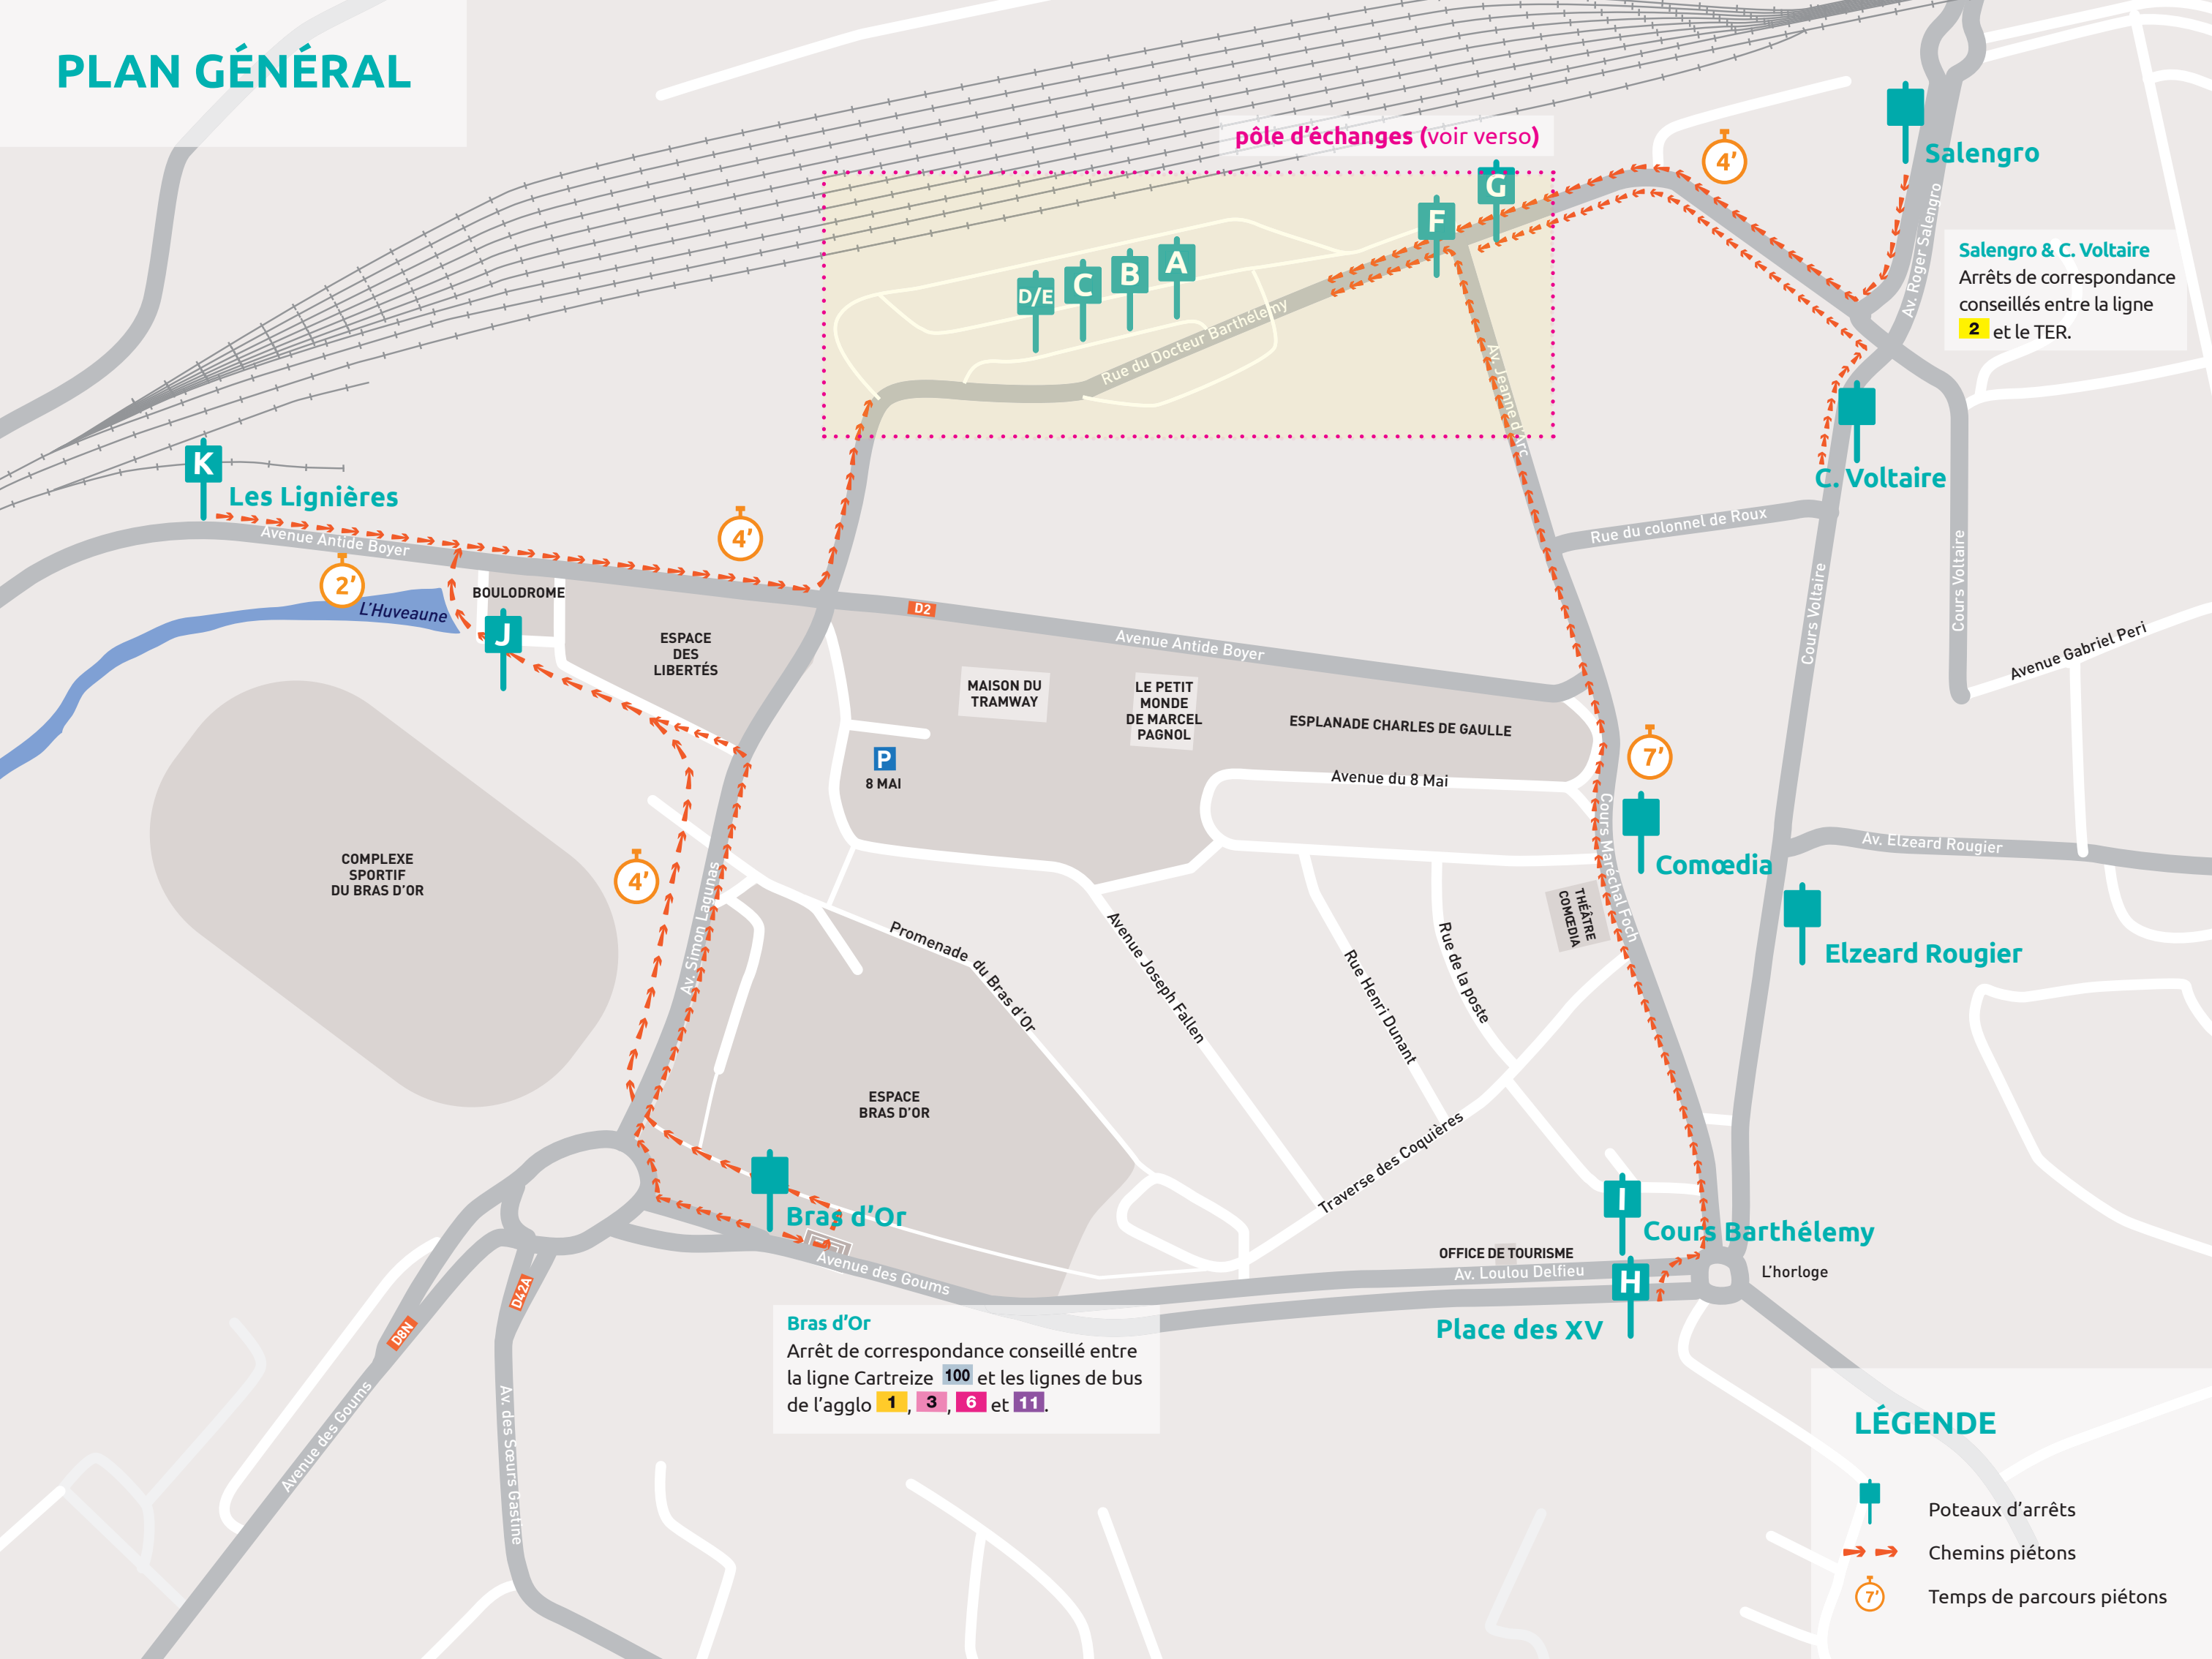 PLAN GÉNÉRAL
pôle d'échanges (voir verso)
4'
Salengro
G
F
A
B
C
D/E
Av. Roger Salengro
Salengro & C. Voltaire
Arrêts de correspondance
conseillés entre la ligne
2 et le TER.
Rue du Docteur Barthélemy
Av. Jeanne d'Arc
C. Voltaire
K
Les Lignières
Avenue Antide Boyer
4'
2'
L'Huveaune
BOULODROME
J
ESPACE
DES
LIBERTÉS
D2
Avenue Antide Boyer
Rue du colonnel de Roux
Cours Voltaire
Cours Voltaire
Avenue Gabriel Peri
MAISON DU
TRAMWAY
LE PETIT
MONDE
DE MARCEL
PAGNOL
ESPLANADE CHARLES DE GAULLE
P
8 MAI
Avenue du 8 Mai
7'
Comœdia
Cours Maréchal Foch
THÉÂTRE
COMŒDIA
Av. Elzeard Rougier
Elzeard Rougier
COMPLEXE
SPORTIF
DU BRAS D'OR
4'
Av. Simon Lagunas
Promenade du Bras d'Or
Avenue Joseph Fallen
Rue Henri Dunant
Rue de la poste
Traverse des Coquières
ESPACE
BRAS D'OR
Bras d'Or
Avenue des Goums
I
Cours Barthélemy
OFFICE DE TOURISME
Av. Loulou Delfieu
H
L'horloge
Place des XV
D42A
D8N
Avenue des Goums
Av. des Sœurs Gastine
Bras d'Or
Arrêt de correspondance conseillé entre
la ligne Cartreize 100 et les lignes de bus
de l'agglo 1, 3, 6 et 11.
LÉGENDE
Poteaux d'arrêts
Chemins piétons
7'
Temps de parcours piétons